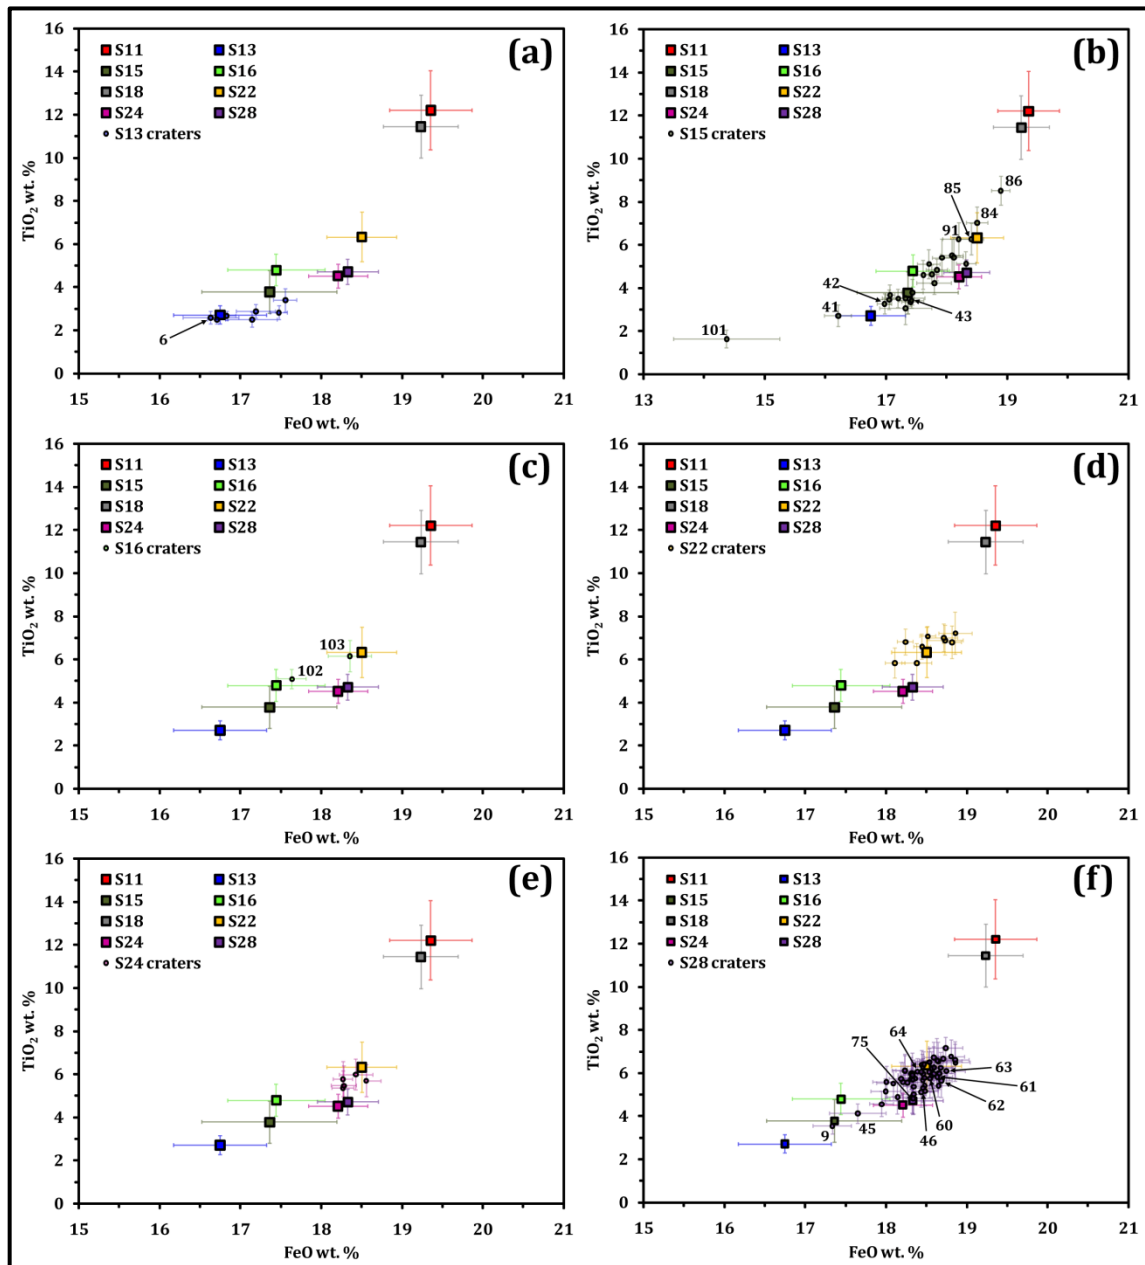 (a)
S11 S13
S15 S16
S18 S22
S24 S28
S13 craters
6
TiO2 wt. %
16
14
12
10
8
6
4
2
0
15 16 17 18 19 20 21
FeO wt. %
(b)
S11 S13
S15 S16
S18 S22
S24 S28
S15 craters
86
85
84
91
42
41
43
101
TiO2 wt. %
16
14
12
10
8
6
4
2
0
13 15 17 19 21
FeO wt. %
(c)
S11 S13
S15 S16
S18 S22
S24 S28
S16 craters
103
102
TiO2 wt. %
16
14
12
10
8
6
4
2
0
15 16 17 18 19 20 21
FeO wt. %
(d)
S11 S13
S15 S16
S18 S22
S24 S28
S22 craters
TiO2 wt. %
16
14
12
10
8
6
4
2
0
15 16 17 18 19 20 21
FeO wt. %
(e)
S11 S13
S15 S16
S18 S22
S24 S28
S24 craters
TiO2 wt. %
16
14
12
10
8
6
4
2
0
15 16 17 18 19 20 21
FeO wt. %
(f)
S11 S13
S15 S16
S18 S22
S24 S28
S28 craters
64
75
63
61
62
60
46
45
9
TiO2 wt. %
16
14
12
10
8
6
4
2
0
15 16 17 18 19 20 21
FeO wt. %